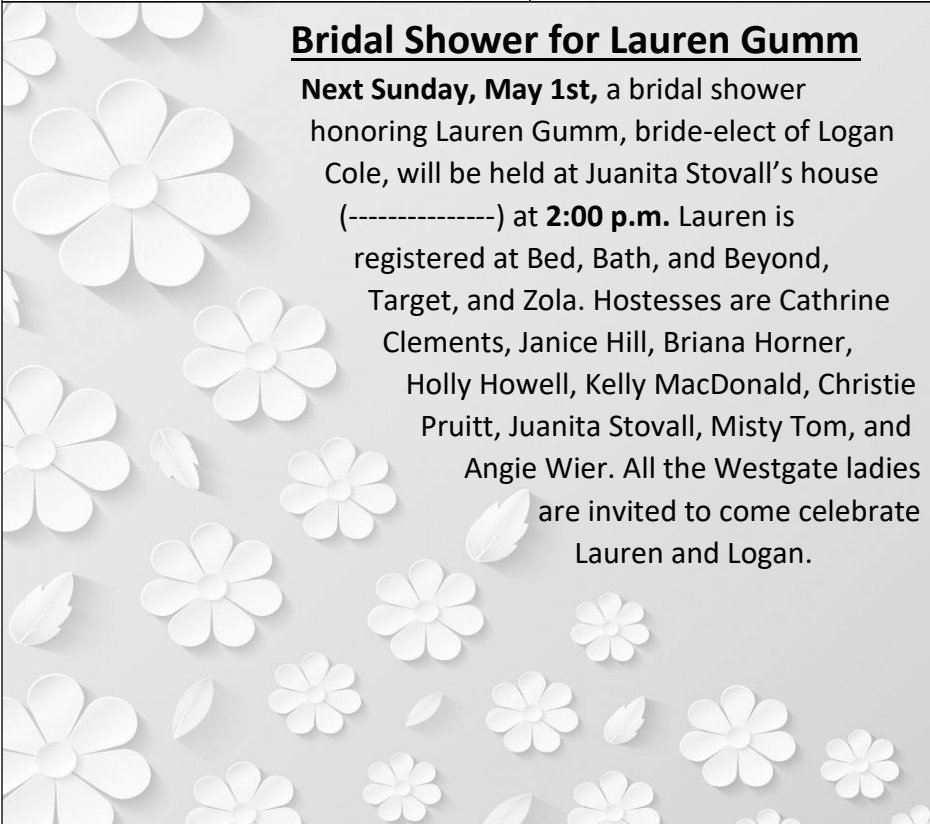 Bridal Shower for Lauren Gumm
Next Sunday, May 1st, a bridal shower
honoring Lauren Gumm, bride-elect of Logan
Cole, will be held at Juanita Stovall’s house
(---------------) at 2:00 p.m. Lauren is
registered at Bed, Bath, and Beyond,
Target, and Zola. Hostesses are Cathrine
Clements, Janice Hill, Briana Horner,
Holly Howell, Kelly MacDonald, Christie
Pruitt, Juanita Stovall, Misty Tom, and
Angie Wier. All the Westgate ladies
are invited to come celebrate
Lauren and Logan.